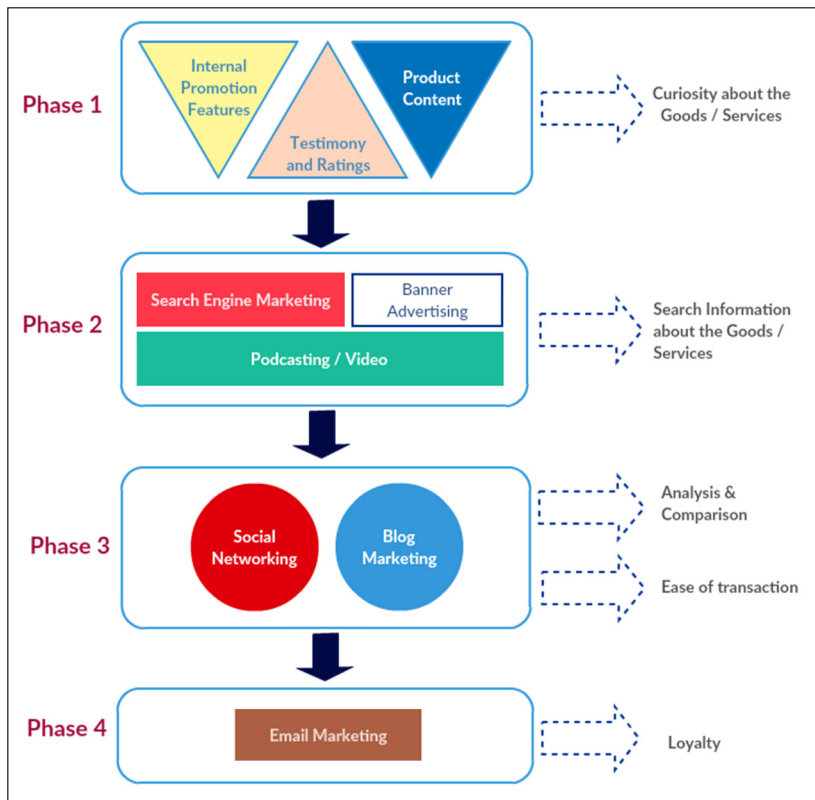 Phase 1
Internal
Promotion
Features
Testimony
and Ratings
Product
Content
Curiosity about the
Goods / Services
Phase 2
Search Engine Marketing
Banner
Advertising
Podcasting / Video
Search Information
about the Goods /
Services
Phase 3
Social
Networking
Blog
Marketing
Analysis &
Comparison
Ease of transaction
Phase 4
Email Marketing
Loyalty